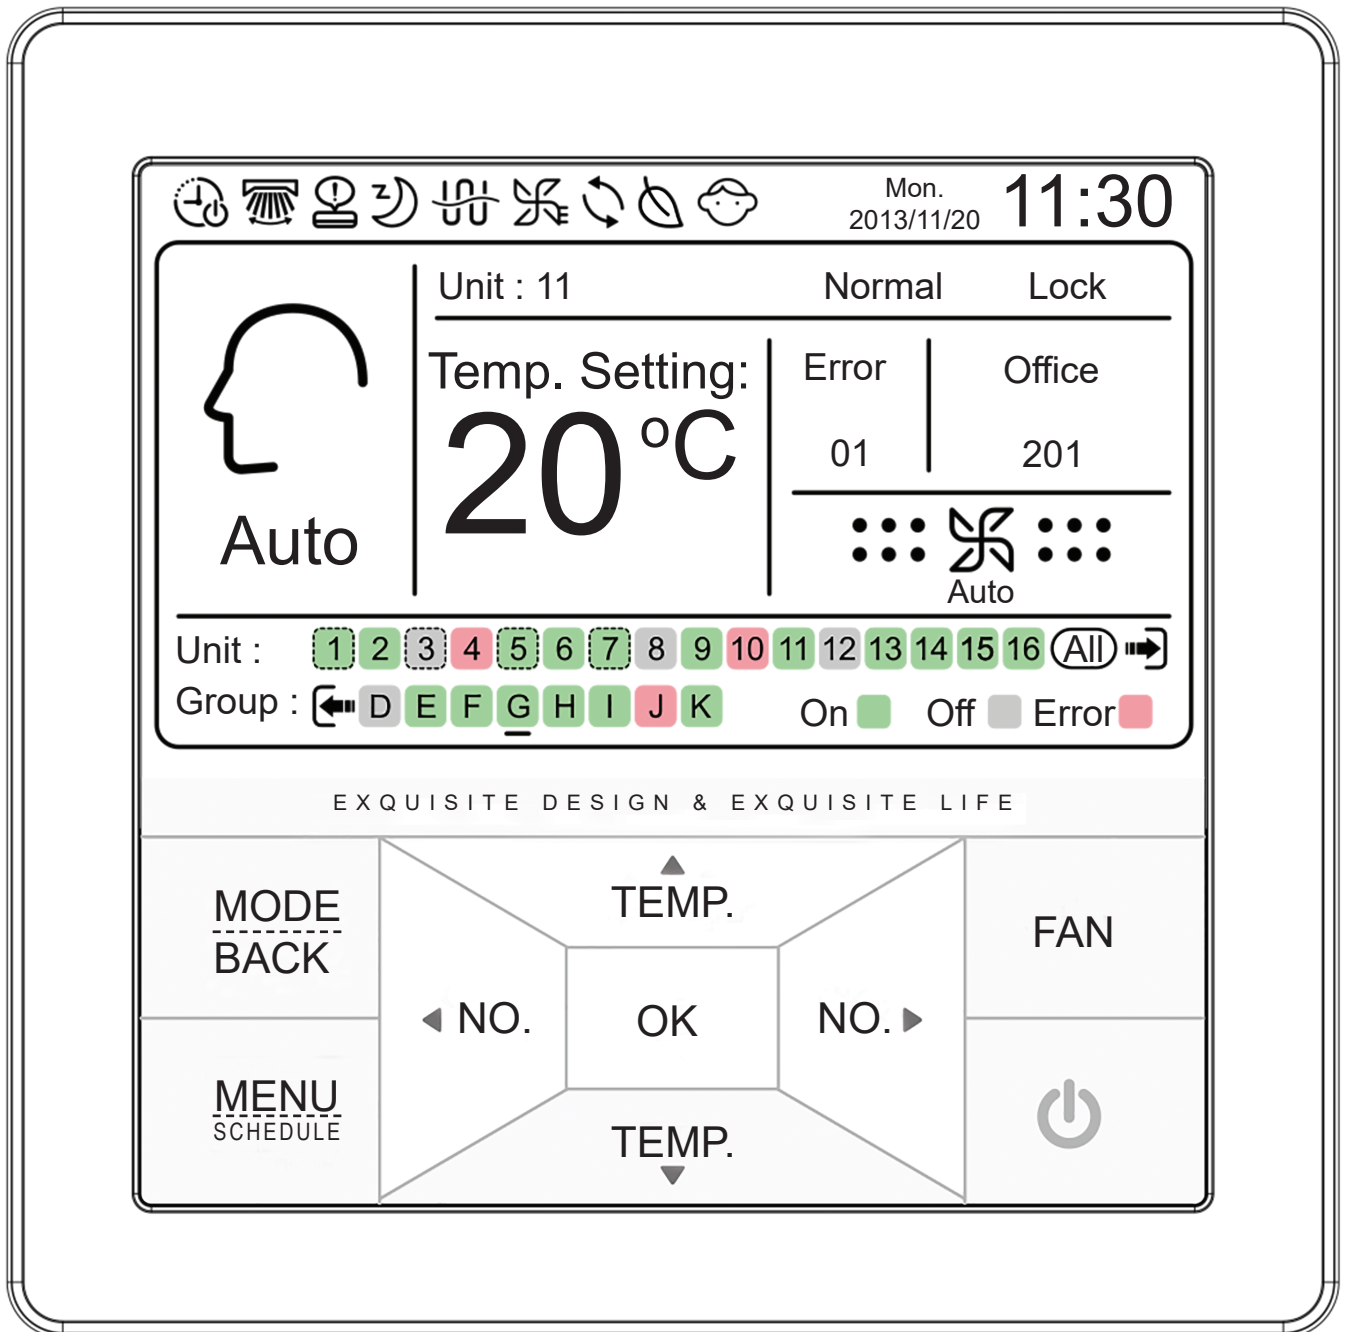 Mon.
2013/11/20
11:30
Unit : 11 Normal Lock
Temp. Setting:
20 °C
Error
01
Office
201
Auto
Auto
Unit : 1 2 3 4 5 6 7 8 9 10 11 12 13 14 15 16 All
Group : D E F G H I J K
On Off Error
EXQUISITE DESIGN & EXQUISITE LIFE
MODE
BACK
TEMP.
FAN
NO.
OK
NO.
MENU
SCHEDULE
TEMP.